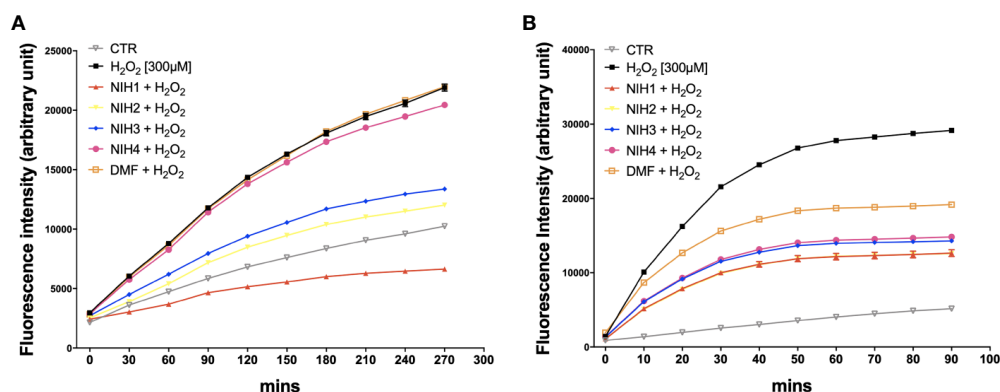 A
Fluorescence intensity (arbitrary unit)
25000
20000
15000
10000
5000
0
CTR
H₂O₂ [300µM]
NIH1 + H₂O₂
NIH2 + H₂O₂
NIH3 + H₂O₂
NIH4 + H₂O₂
DMF + H₂O₂
0 30 60 90 120 150 180 210 240 270 300
mins
B
Fluorescence Intensity (arbitrary unit)
40000
30000
20000
10000
0
CTR
H₂O₂ [300µM]
NIH1 + H₂O₂
NIH2 + H₂O₂
NIH3 + H₂O₂
NIH4 + H₂O₂
DMF + H₂O₂
0 10 20 30 40 50 60 70 80 90 100
mins